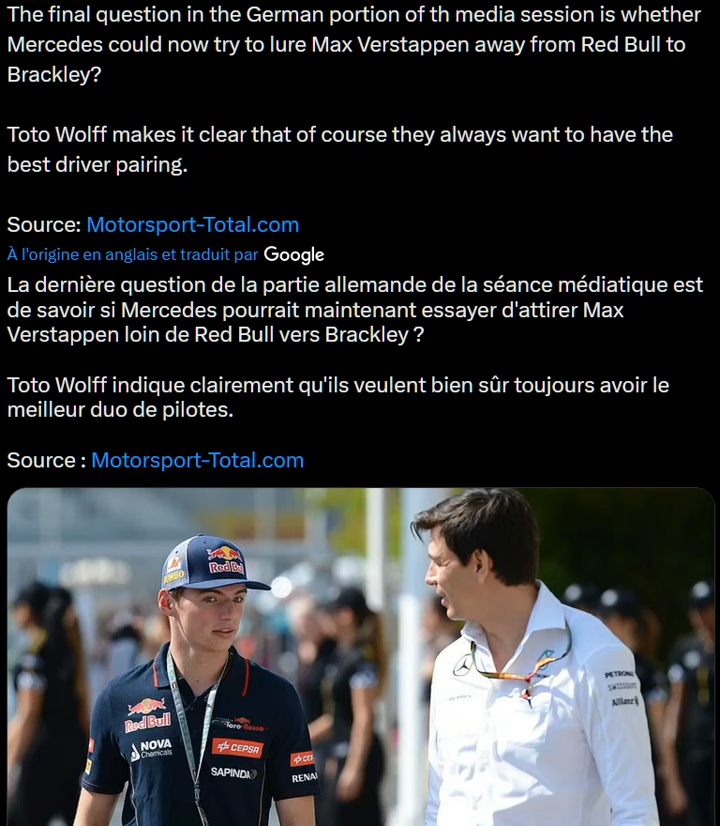 The final question in the German portion of th media session is whether
Mercedes could now try to lure Max Verstappen away from Red Bull to
Brackley?
Toto Wolff makes it clear that of course they always want to have the
best driver pairing.
Source: Motorsport-Total.com
À l'origine en anglais et traduit par Google
La dernière question de la partie allemande de la séance médiatique est
de savoir si Mercedes pourrait maintenant essayer d'attirer Max
Verstappen loin de Red Bull vers Brackley ?
Toto Wolff indique clairement qu'ils veulent bien sûr toujours avoir le
meilleur duo de pilotes.
Source : Motorsport-Total.com
Red Bull
JUMBO
Red Bull
Toro Rosso
NOVA
Chemicals
CEPSA
SAPINDA
RENAU
PETRONAS
Allianz